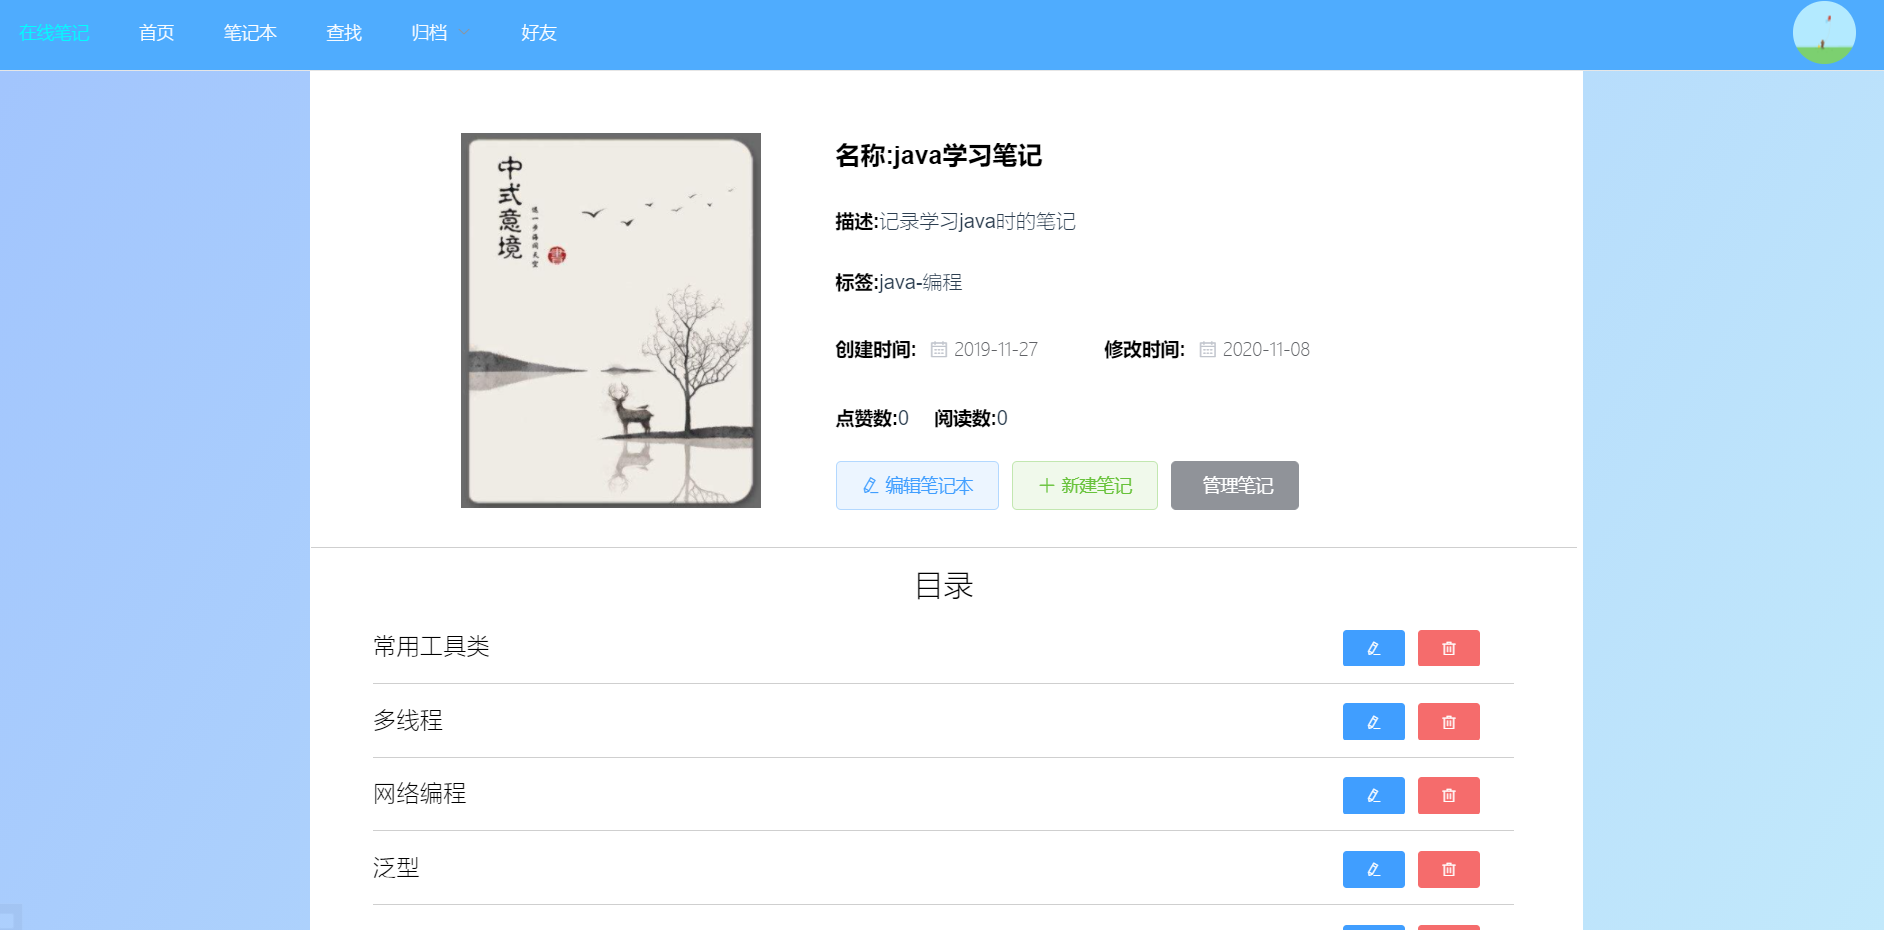 在线笔记 首页 笔记本 查找 归档 好友
中式意境
名称:java学习笔记
描述:记录学习java时的笔记
标签:java-编程
创建时间: 2019-11-27 修改时间: 2020-11-08
点赞数:0 阅读数:0
编辑笔记本 新建笔记 管理笔记
目录
常用工具类
多线程
网络编程
泛型